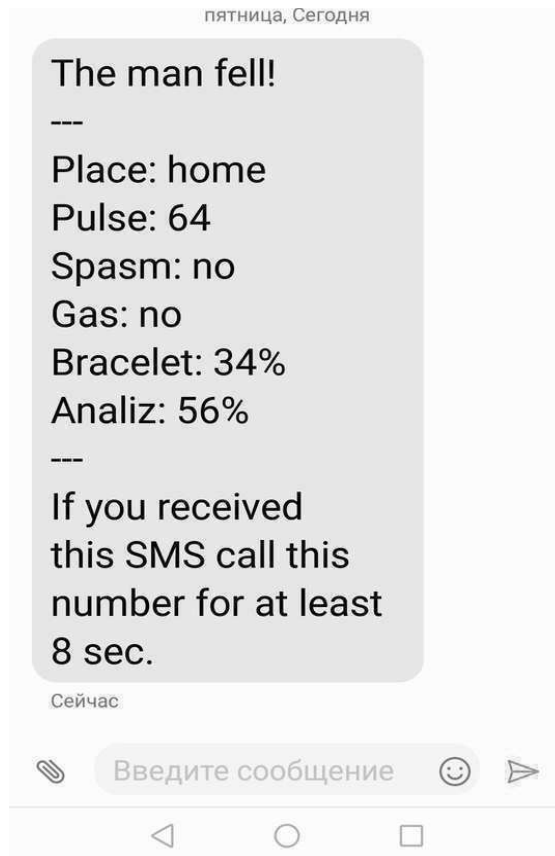 пятница, Сегодня
The man fell!
---
Place: home
Pulse: 64
Spasm: no
Gas: no
Bracelet: 34%
Analiz: 56%
---
If you received
this SMS call this
number for at least
8 sec.
Сейчас
Введите сообщение